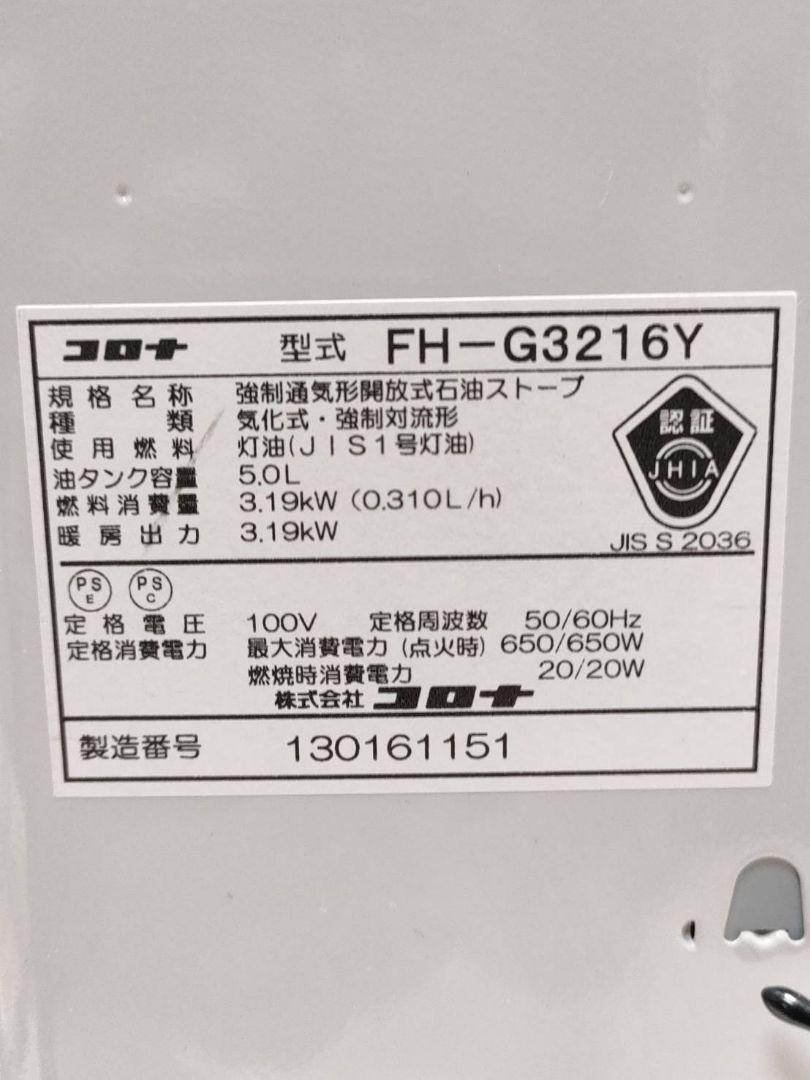 コロナ 型式 FH-G3216Y
規格名称 強制通気形開放式石油ストーブ
種類 気化式・強制対流形
使用燃料 灯油(JIS1号灯油)
油タンク容量 5.0L
燃料消費量 3.19kW (0.310L/h)
暖房出力 3.19kW
認証
JHIA
JIS S 2036
PS E PS C
定格電圧 100V 定格周波数 50/60Hz
定格消費電力 最大消費電力 (点火時) 650/650W
燃焼時消費電力 20/20W
株式会社 コロナ
製造番号 130161151